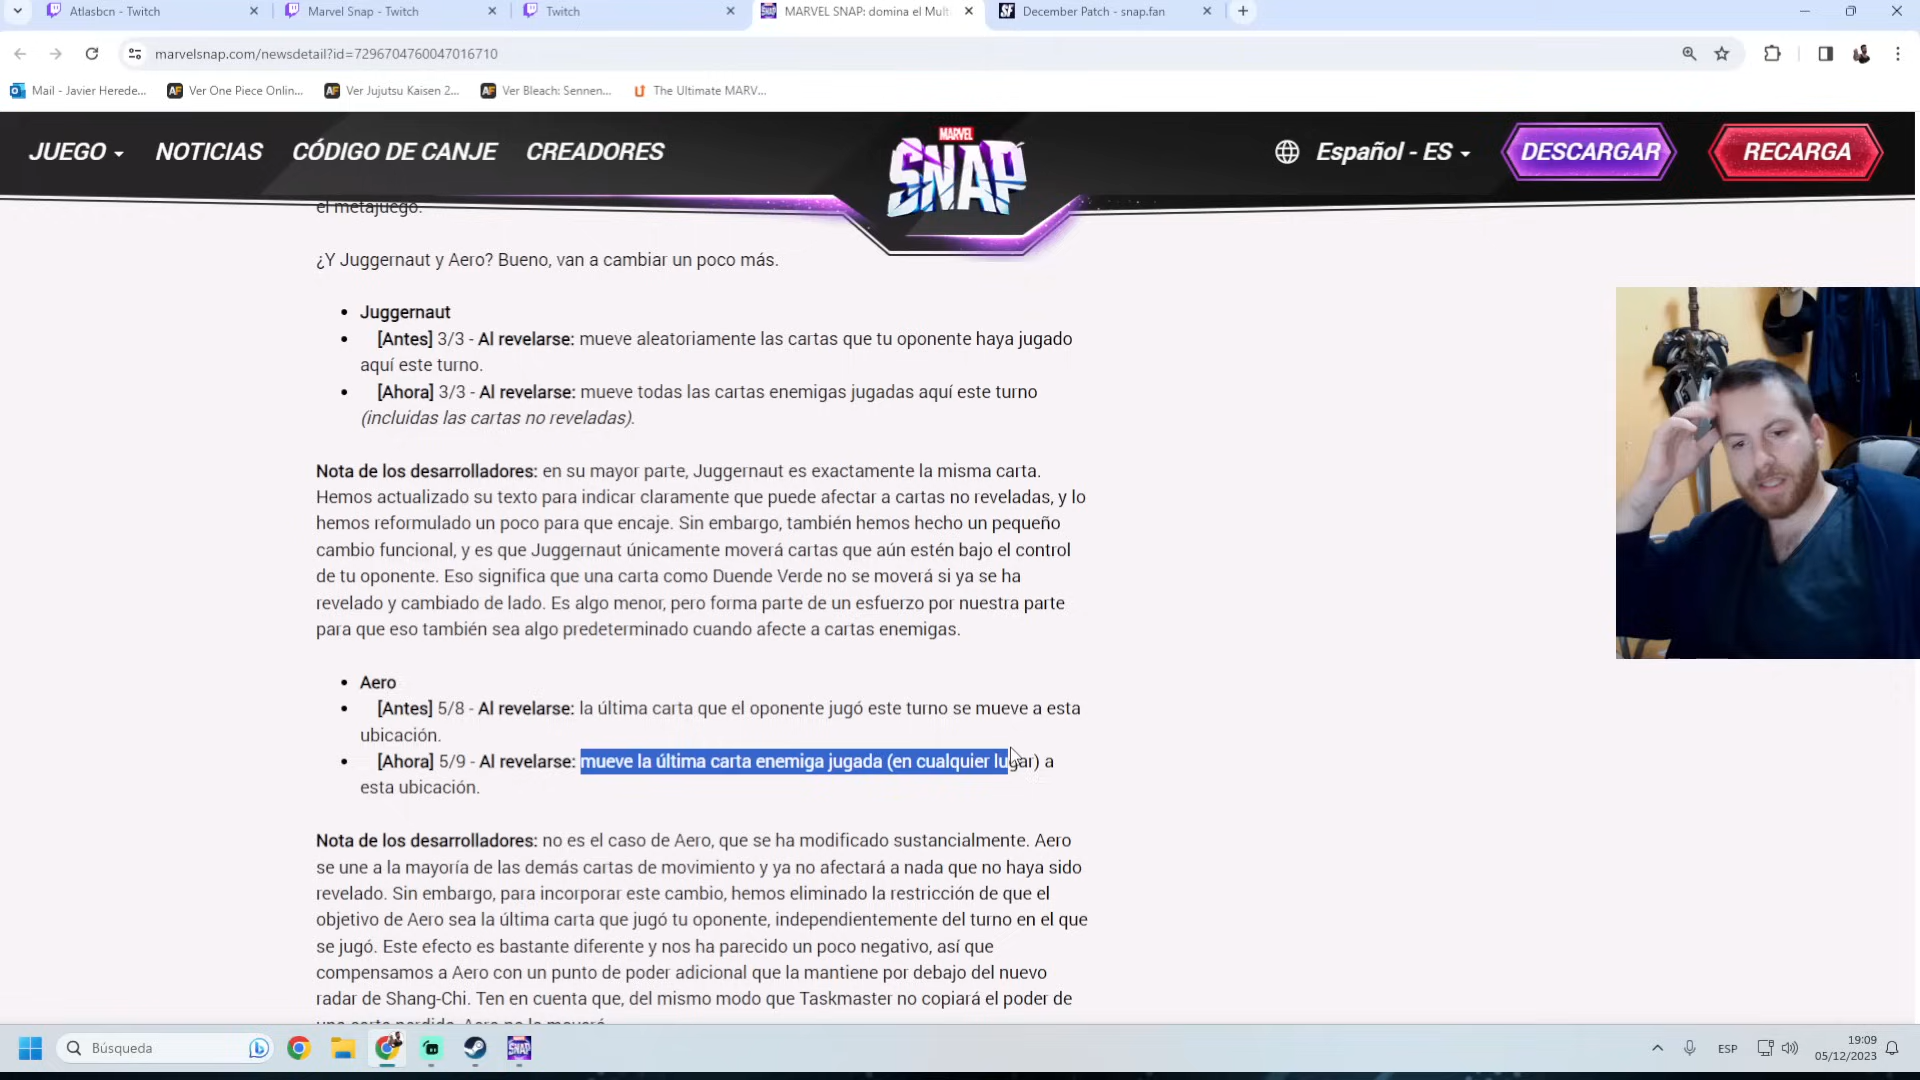 Atlasbcn - Twitch
Marvel Snap - Twitch
Twitch
MARVEL SNAP: domina el Mult
SF December Patch - snap.fan
marvelsnap.com/newsdetail?id=7296704760047016710
Mail - Javier Herede...
AF Ver One Piece Onlin...
AF Ver Jujutsu Kaisen 2...
AF Ver Bleach: Sennen...
The Ultimate MARV...
JUEGO
NOTICIAS
CÓDIGO DE CANJE
CREADORES
MARVEL
SNAP
Español - ES
DESCARGAR
RECARGA
el metajuego.
¿Y Juggernaut y Aero? Bueno, van a cambiar un poco más.
• Juggernaut
• [Antes] 3/3 - Al revelarse: mueve aleatoriamente las cartas que tu oponente haya jugado
aquí este turno.
• [Ahora] 3/3 - Al revelarse: mueve todas las cartas enemigas jugadas aquí este turno
(incluidas las cartas no reveladas).
Nota de los desarrolladores: en su mayor parte, Juggernaut es exactamente la misma carta.
Hemos actualizado su texto para indicar claramente que puede afectar a cartas no reveladas, y lo
hemos reformulado un poco para que encaje. Sin embargo, también hemos hecho un pequeño
cambio funcional, y es que Juggernaut únicamente moverá cartas que aún estén bajo el control
de tu oponente. Eso significa que una carta como Duende Verde no se moverá si ya se ha
revelado y cambiado de lado. Es algo menor, pero forma parte de un esfuerzo por nuestra parte
para que eso también sea algo predeterminado cuando afecte a cartas enemigas.
• Aero
• [Antes] 5/8 - Al revelarse: la última carta que el oponente jugó este turno se mueve a esta
ubicación.
• [Ahora] 5/9 - Al revelarse: mueve la última carta enemiga jugada (en cualquier lugar) a
esta ubicación.
Nota de los desarrolladores: no es el caso de Aero, que se ha modificado sustancialmente. Aero
se une a la mayoría de las demás cartas de movimiento y ya no afectará a nada que no haya sido
revelado. Sin embargo, para incorporar este cambio, hemos eliminado la restricción de que el
objetivo de Aero sea la última carta que jugó tu oponente, independientemente del turno en el que
se jugó. Este efecto es bastante diferente y nos ha parecido un poco negativo, así que
compensamos a Aero con un punto de poder adicional que la mantiene por debajo del nuevo
radar de Shang-Chi. Ten en cuenta que, del mismo modo que Taskmaster no copiará el poder de
Búsqueda
SNAP
ESP
19:09
05/12/2023